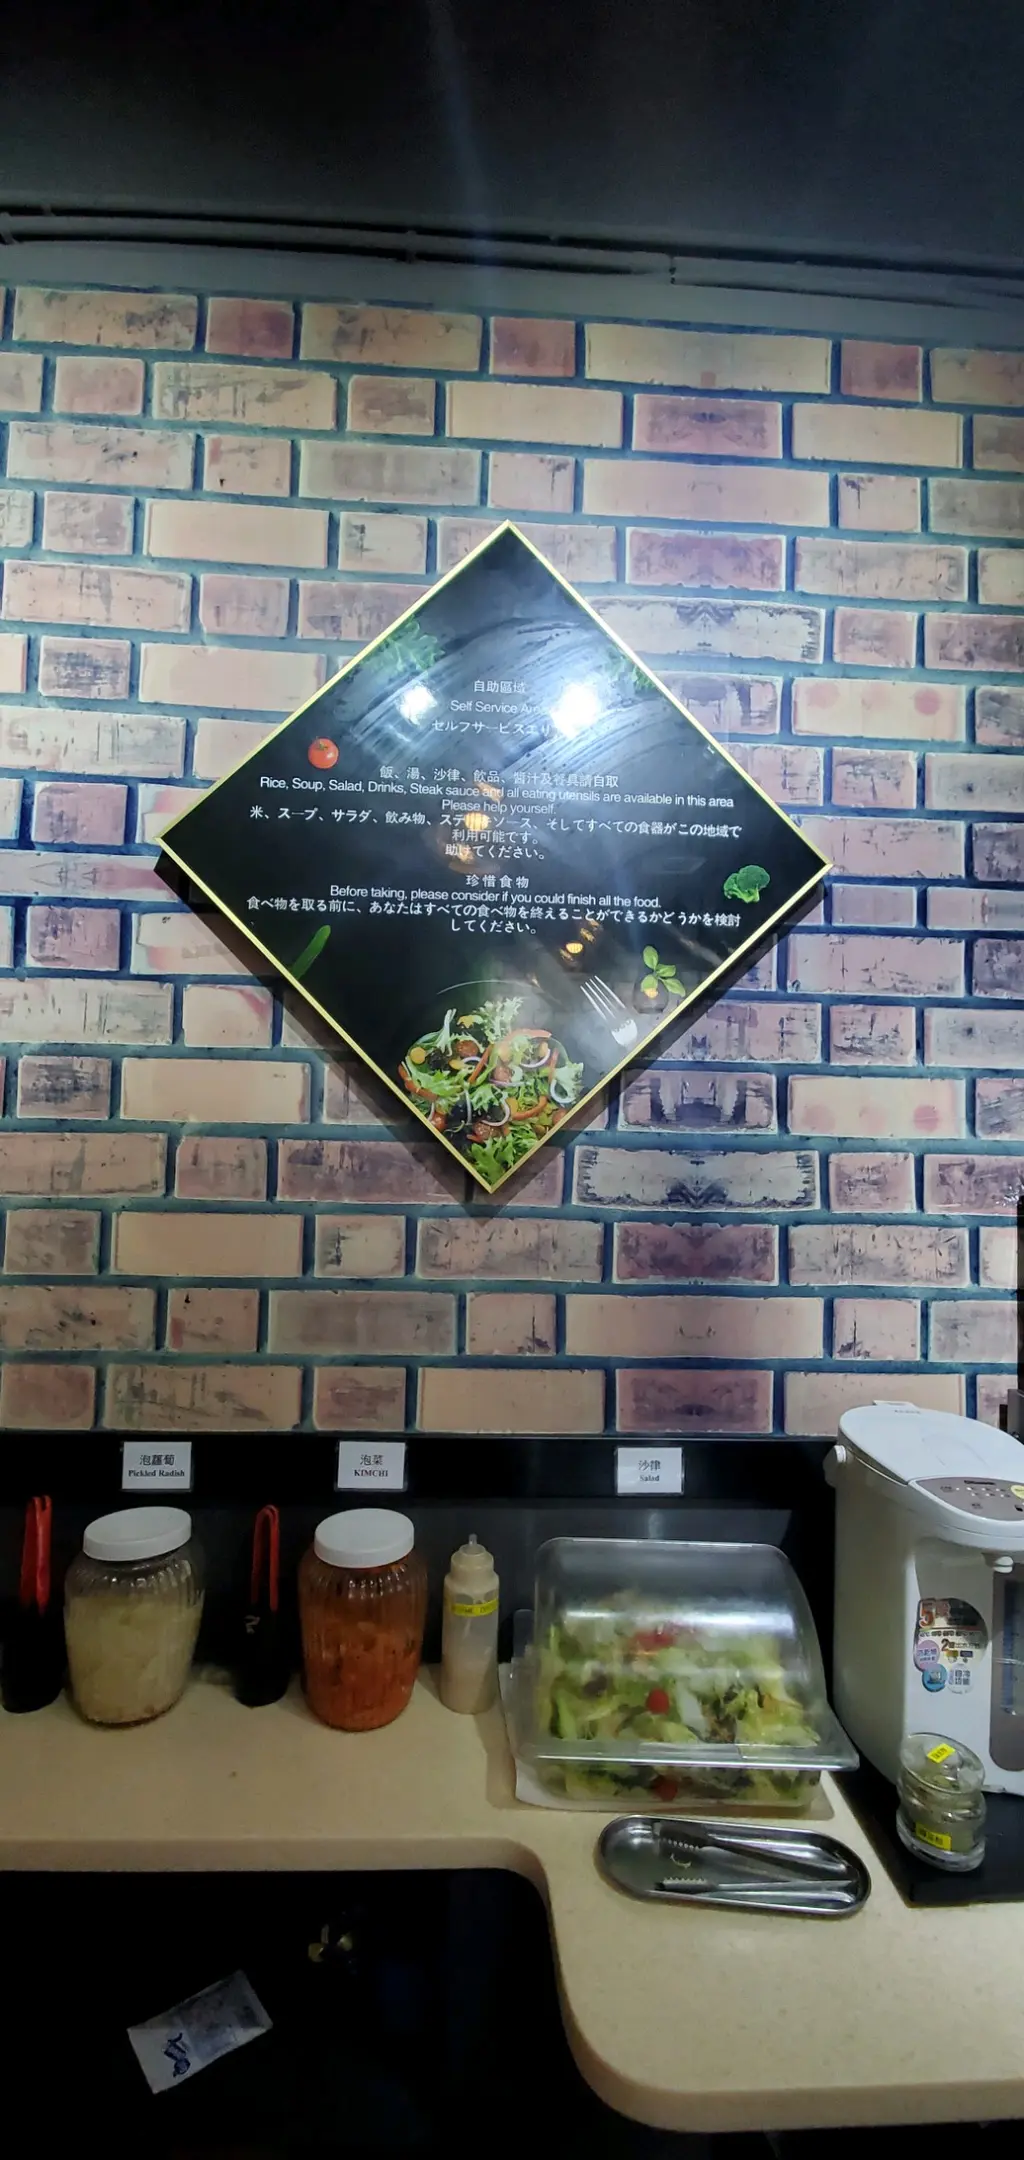 自助區域
Self Service Area
セルフサービスエリ
飯、湯、沙律、飲品、醬汁及餐具請自取
Rice, Soup, Salad, Drinks, Steak sauce and all eating utensils are available in this area
Please help yourself.
米、スープ、サラダ、飲み物、ステーキソース、そしてすべての食器がこの地域で
利用可能です。
助けてください。
珍惜食物
Before taking, please consider if you could finish all the food.
食べ物を取る前に、あなたはすべての食べ物を終えることができるかどうかを検討
してください。
泡蘿蔔
Pickled Radish
泡菜
KIMCHI
沙律
Salad